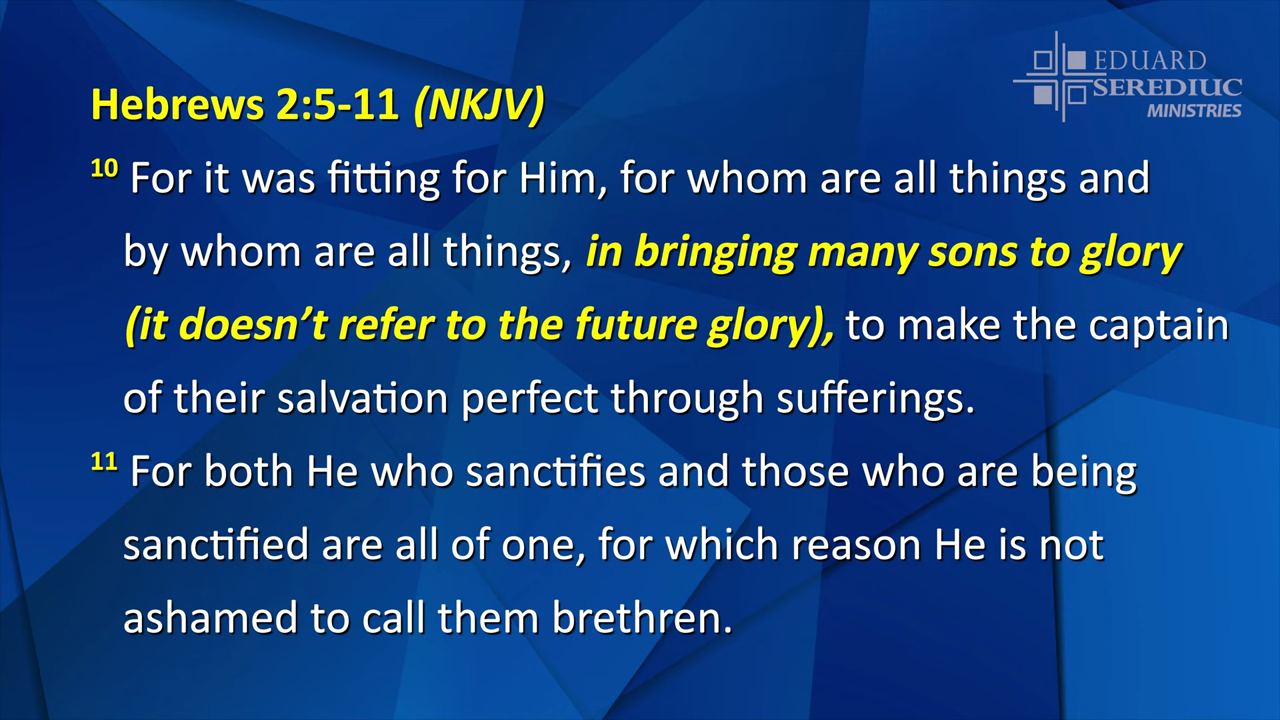 EDUARD
SEREDIUC
MINISTRIES
Hebrews 2:5-11 (NKJV)
10 For it was fitting for Him, for whom are all things and
by whom are all things, in bringing many sons to glory
(it doesn’t refer to the future glory), to make the captain
of their salvation perfect through sufferings.
11 For both He who sanctifies and those who are being
sanctified are all of one, for which reason He is not
ashamed to call them brethren.